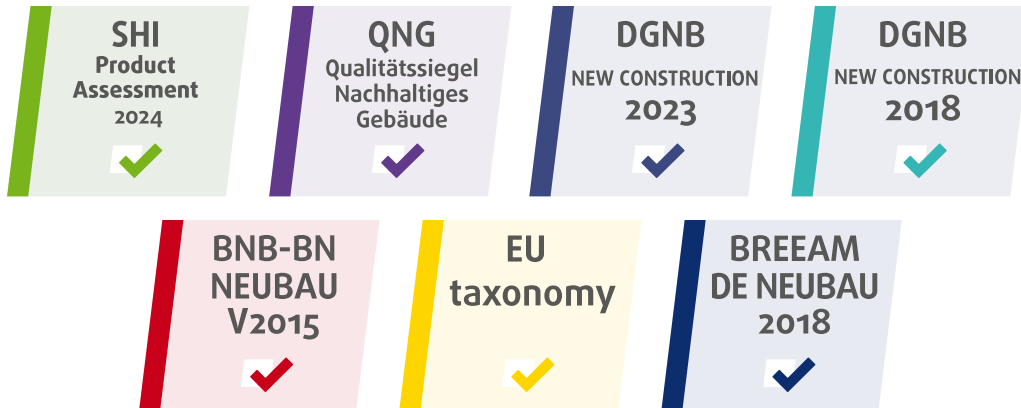 SHI
Product
Assessment
2024
QNG
Qualitätssiegel
Nachhaltiges
Gebäude
DGNB
NEW CONSTRUCTION
2023
DGNB
NEW CONSTRUCTION
2018
BNB-BN
NEUBAU
V2015
EU
taxonomy
BREEAM
DE NEUBAU
2018